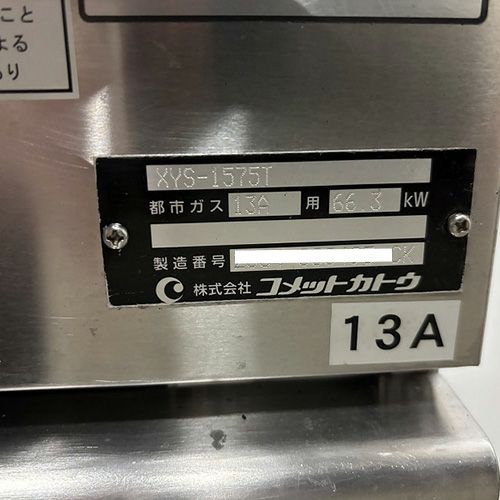 こと
よる
あり
XYS-1575T
都市ガス 13A 用 66.3 kW
製造番号 CK
株式会社 コメットカトウ
13A